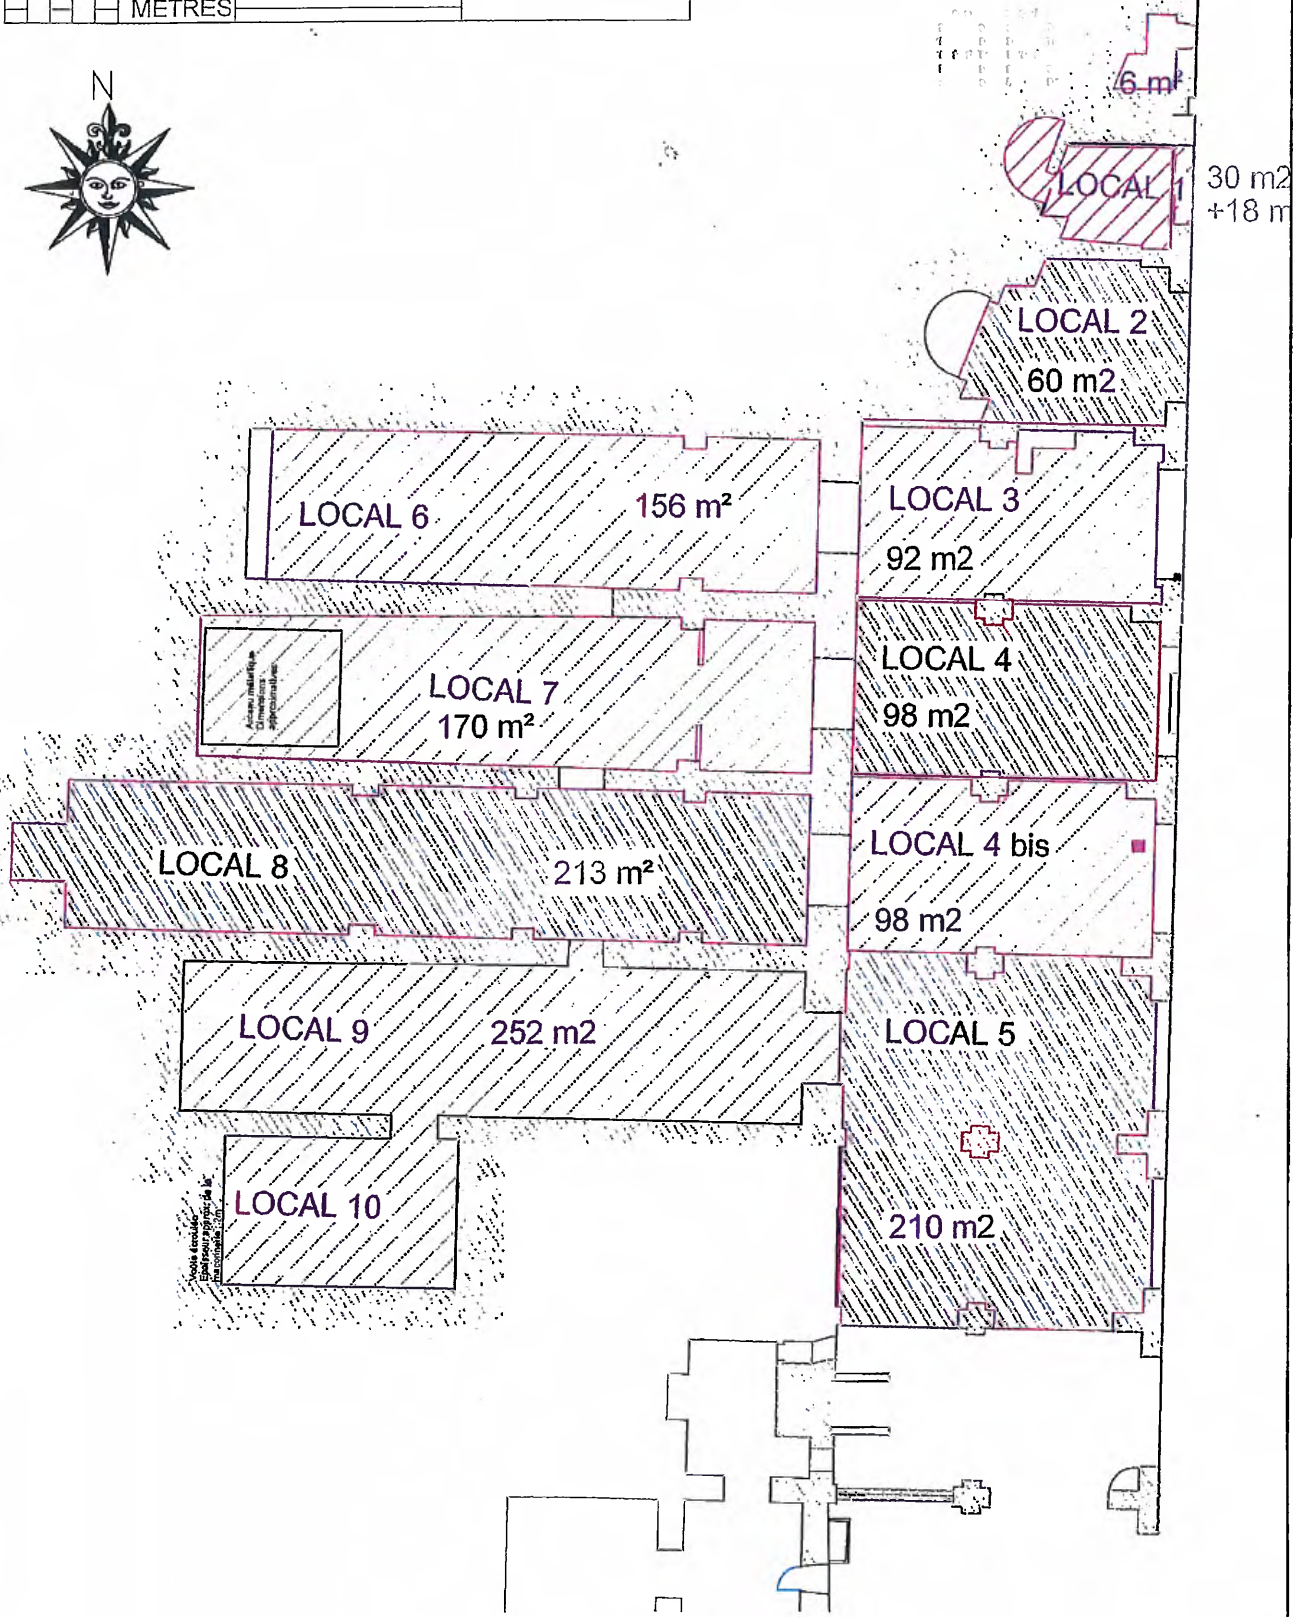 METRES
N
6 m²
LOCAL 1
30 m2
+18 m
LOCAL 2
60 m2
LOCAL 6
156 m²
LOCAL 3
92 m2
LOCAL 7
170 m²
Dimensions
approximatives
LOCAL 4
98 m2
LOCAL 8
213 m²
LOCAL 4 bis
98 m2
LOCAL 9
252 m2
LOCAL 5
LOCAL 10
210 m2